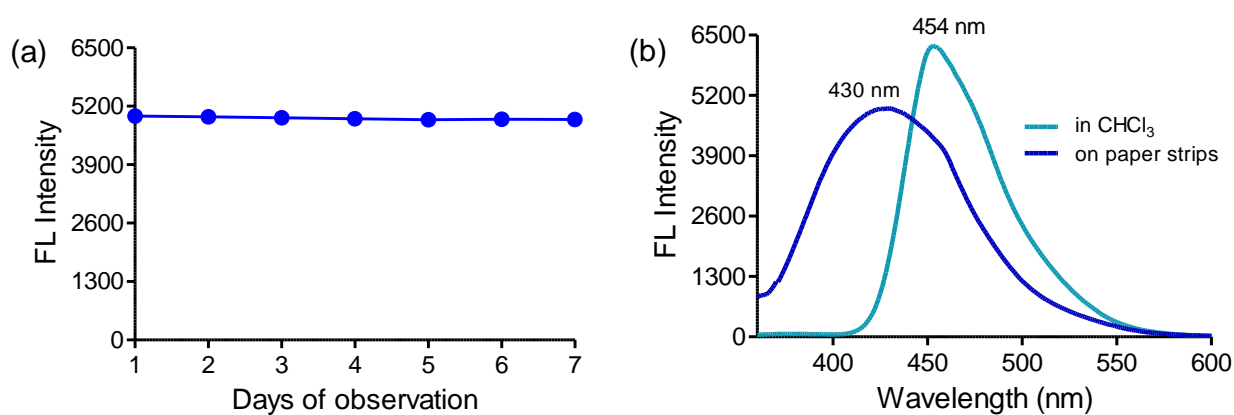 (a)
6500
5200
3900
2600
1300
0
FL Intensity
1 2 3 4 5 6 7
Days of observation
(b)
6500
5200
3900
2600
1300
0
FL Intensity
454 nm
430 nm
in CHCl₃
on paper strips
400 450 500 550 600
Wavelength (nm)